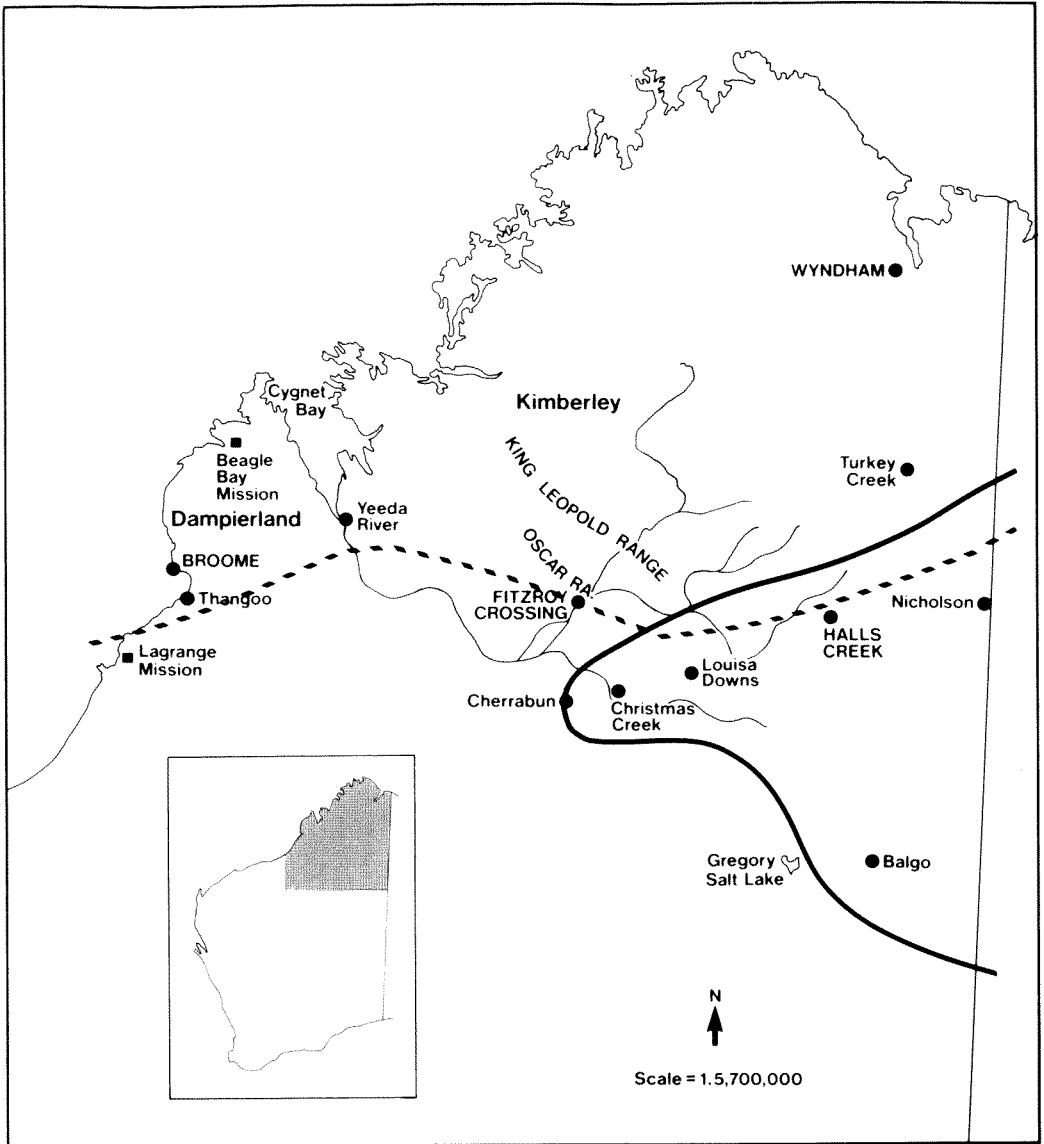 WYNDHAM
Cygnet
Bay
Kimberley
Beagle
Bay
Mission
KING LEOPOLD RANGE
Turkey
Creek
Yeeda
River
Dampierland
OSCAR RA.
BROOME
Thangoo
FITZROY
CROSSING
Nicholson
HALLS
CREEK
Lagrange
Mission
Louisa
Downs
Cherrabun
Christmas
Creek
Gregory
Salt Lake
Balgo
N
Scale = 1.5,700,000